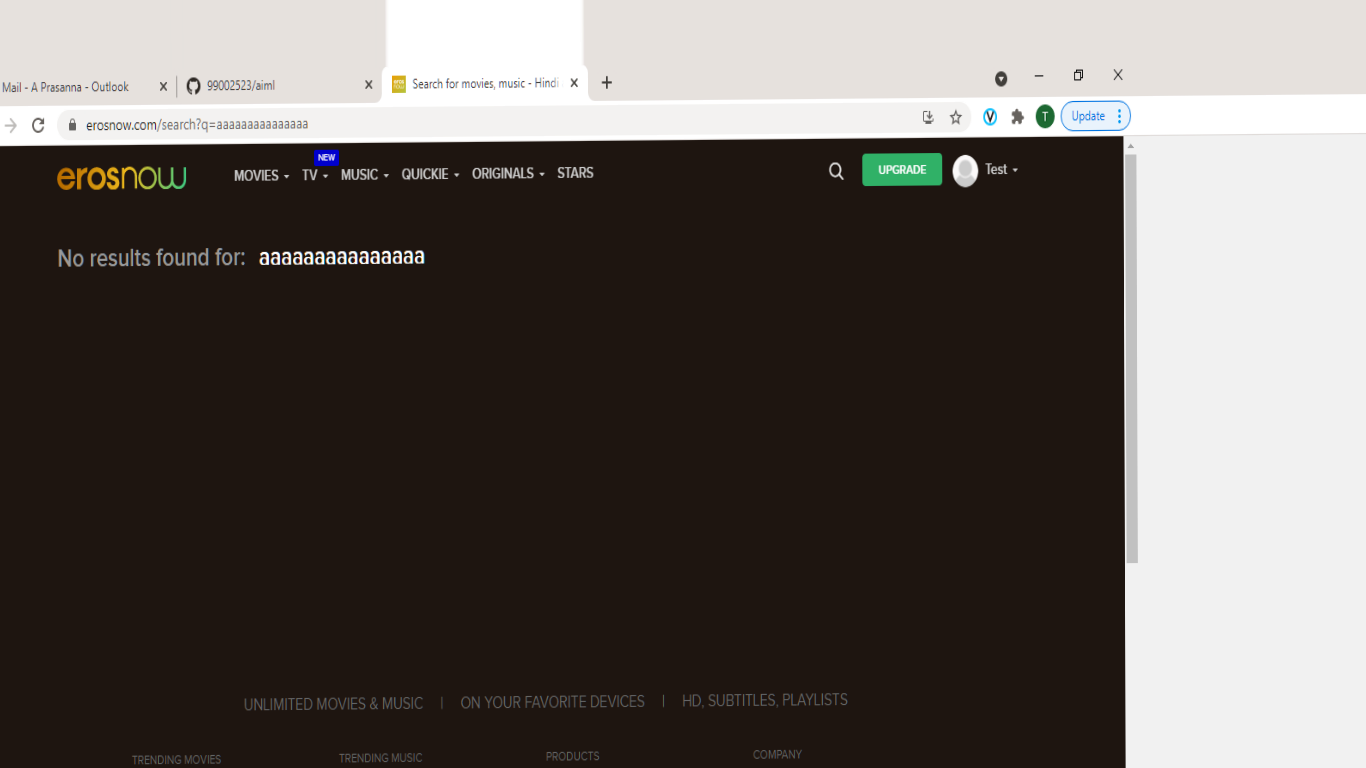 Mail - A Prasanna - Outlook
99002523/aiml
Search for movies, music - Hindi
erosnow.com/search?q=aaaaaaaaaaaaaaa
T
Update
erosnow
MOVIES
NEW
TV
MUSIC
QUICKIE
ORIGINALS
STARS
UPGRADE
Test
No results found for: aaaaaaaaaaaaaaa
UNLIMITED MOVIES & MUSIC | ON YOUR FAVORITE DEVICES | HD, SUBTITLES, PLAYLISTS
TRENDING MOVIES
TRENDING MUSIC
PRODUCTS
COMPANY